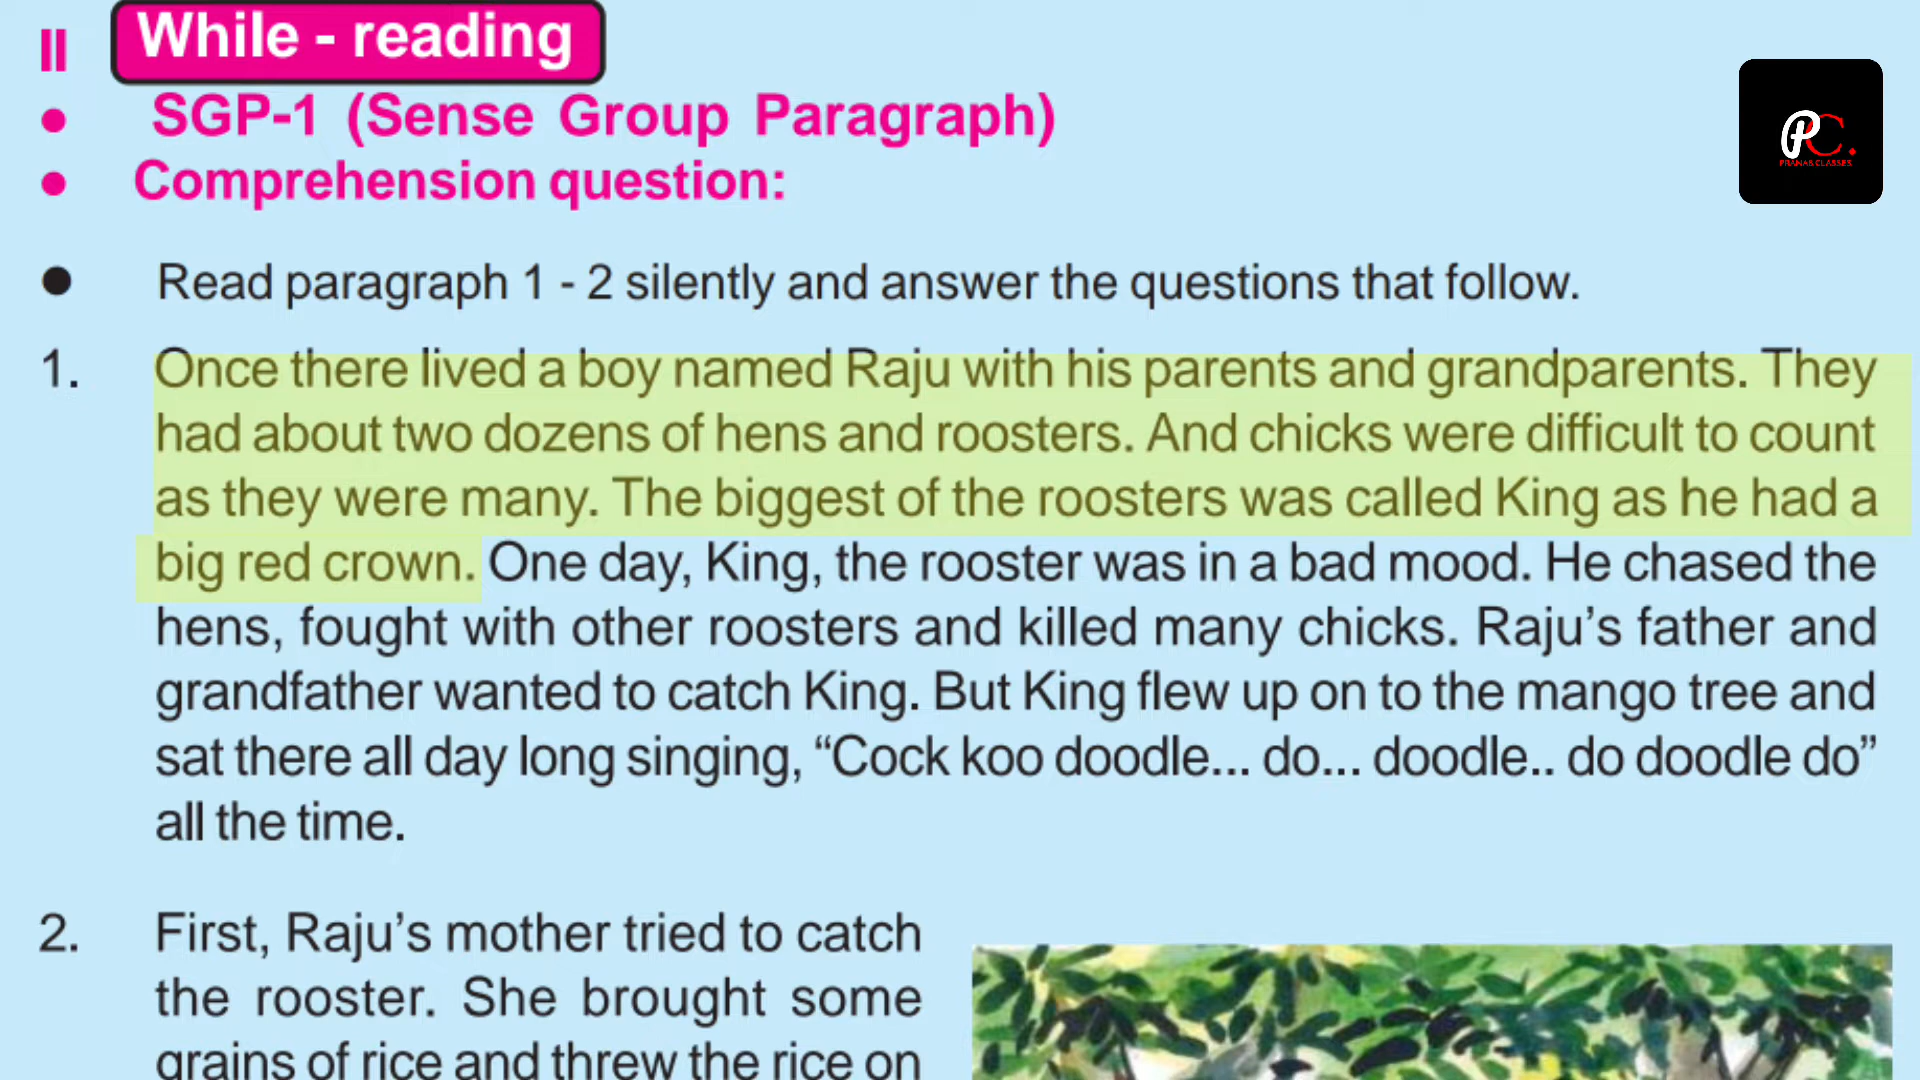 II While - reading
● SGP-1 (Sense Group Paragraph)
● Comprehension question:
● Read paragraph 1 - 2 silently and answer the questions that follow.
1. Once there lived a boy named Raju with his parents and grandparents. They
had about two dozens of hens and roosters. And chicks were difficult to count
as they were many. The biggest of the roosters was called King as he had a
big red crown. One day, King, the rooster was in a bad mood. He chased the
hens, fought with other roosters and killed many chicks. Raju’s father and
grandfather wanted to catch King. But King flew up on to the mango tree and
sat there all day long singing, “Cock koo doodle... do... doodle.. do doodle do”
all the time.
2. First, Raju’s mother tried to catch
the rooster. She brought some
grains of rice and threw the rice on
PC.
PRANAB CLASSES